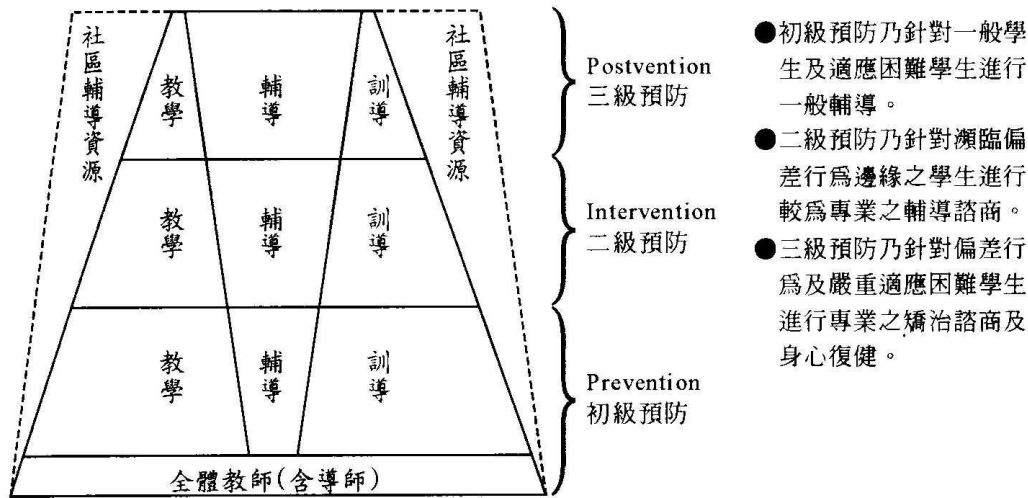 社區輔導資源
教學
輔導
訓導
社區輔導資源
教學
輔導
訓導
教學
輔導
訓導
全體教師(含導師)
Postvention
三級預防
Intervention
二級預防
Prevention
初級預防
●初級預防乃針對一般學
生及適應困難學生進行
一般輔導。
●二級預防乃針對瀕臨偏
差行爲邊緣之學生進行
較爲專業之輔導諮商。
●三級預防乃針對偏差行
爲及嚴重適應困難學生
進行專業之矯治諮商及
身心復健。